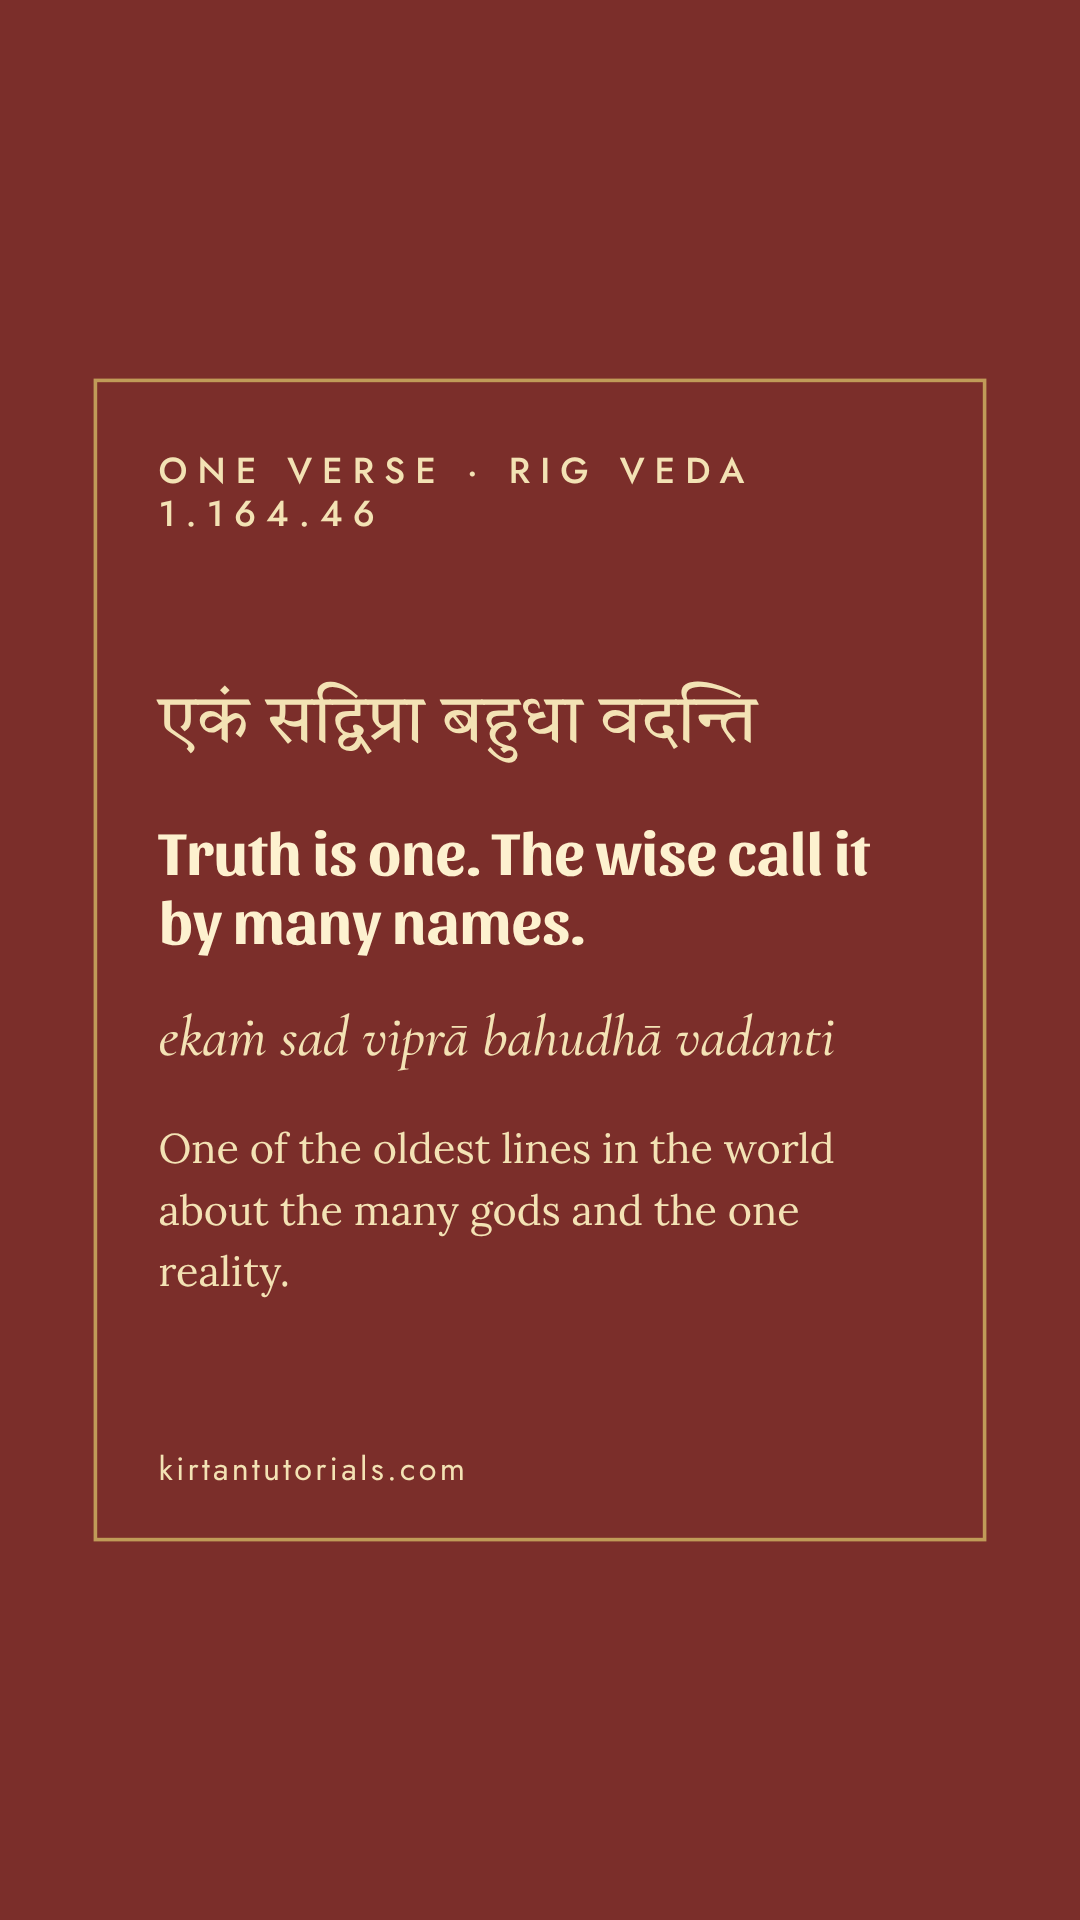 ONE VERSE · RIG VEDA
1.164.46
एकं सद्विप्रा बहुधा वदन्ति
Truth is one. The wise call it
by many names.
ekaṁ sad viprā bahudhā vadanti
One of the oldest lines in the world
about the many gods and the one
reality.
kirtantutorials.com